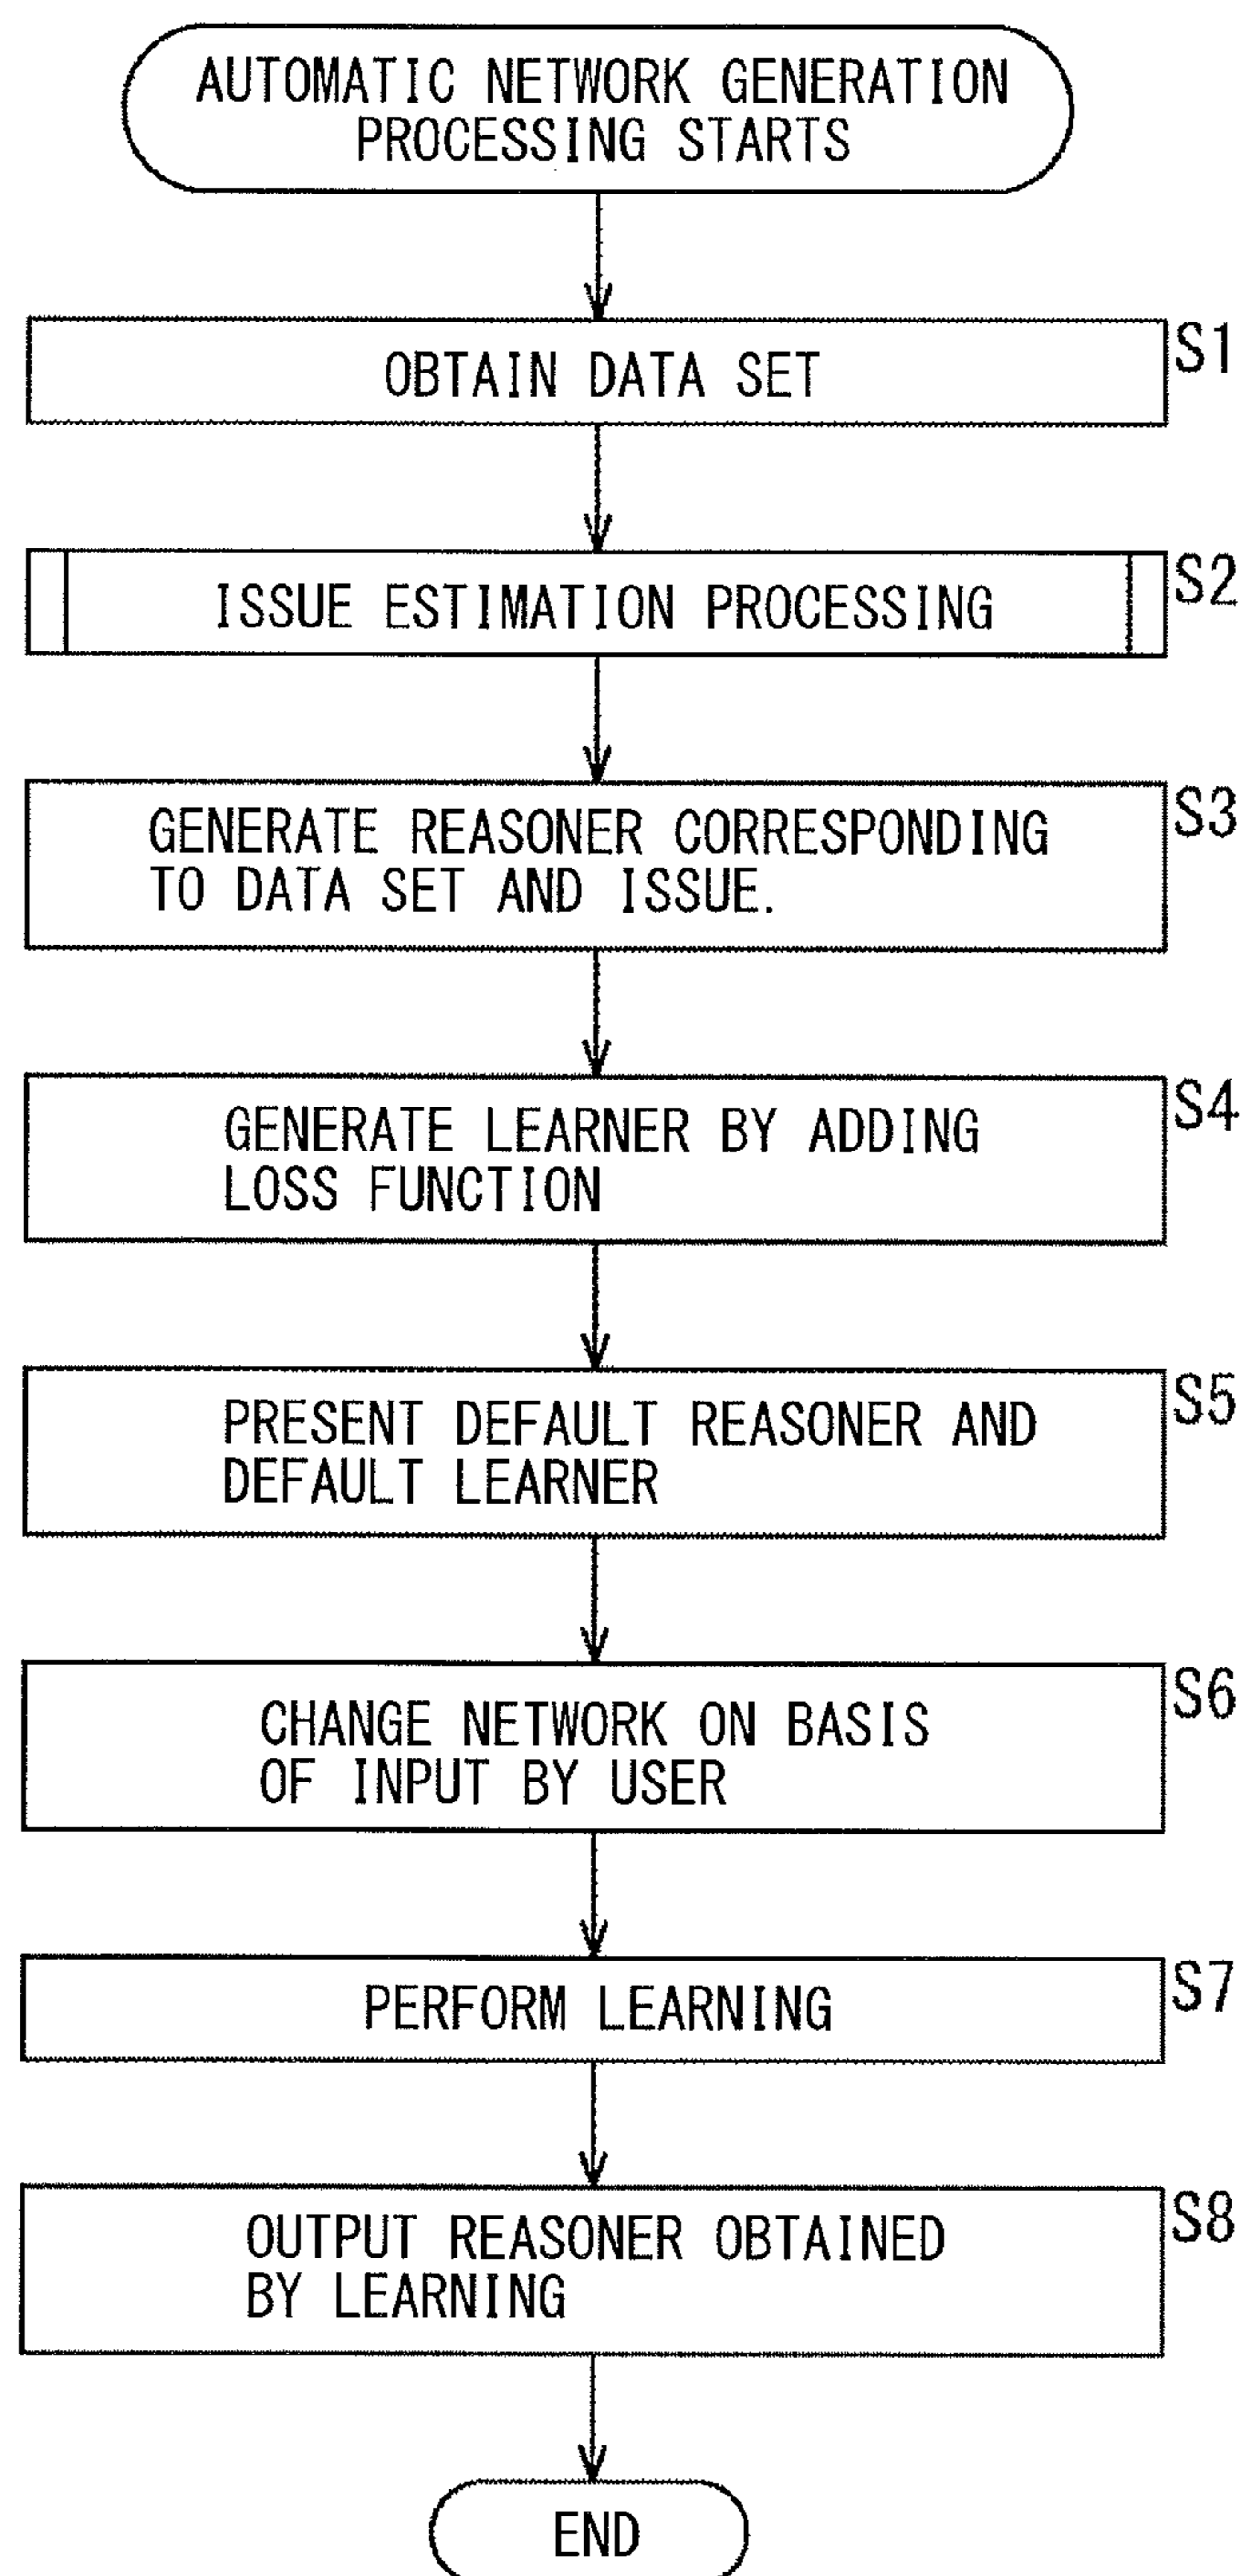 AUTOMATIC NETWORK GENERATION
PROCESSING STARTS
OBTAIN DATA SET
S1
ISSUE ESTIMATION PROCESSING
S2
GENERATE REASONER CORRESPONDING
TO DATA SET AND ISSUE.
S3
GENERATE LEARNER BY ADDING
LOSS FUNCTION
S4
PRESENT DEFAULT REASONER AND
DEFAULT LEARNER
S5
CHANGE NETWORK ON BASIS
OF INPUT BY USER
S6
PERFORM LEARNING
S7
OUTPUT REASONER OBTAINED
BY LEARNING
S8
END